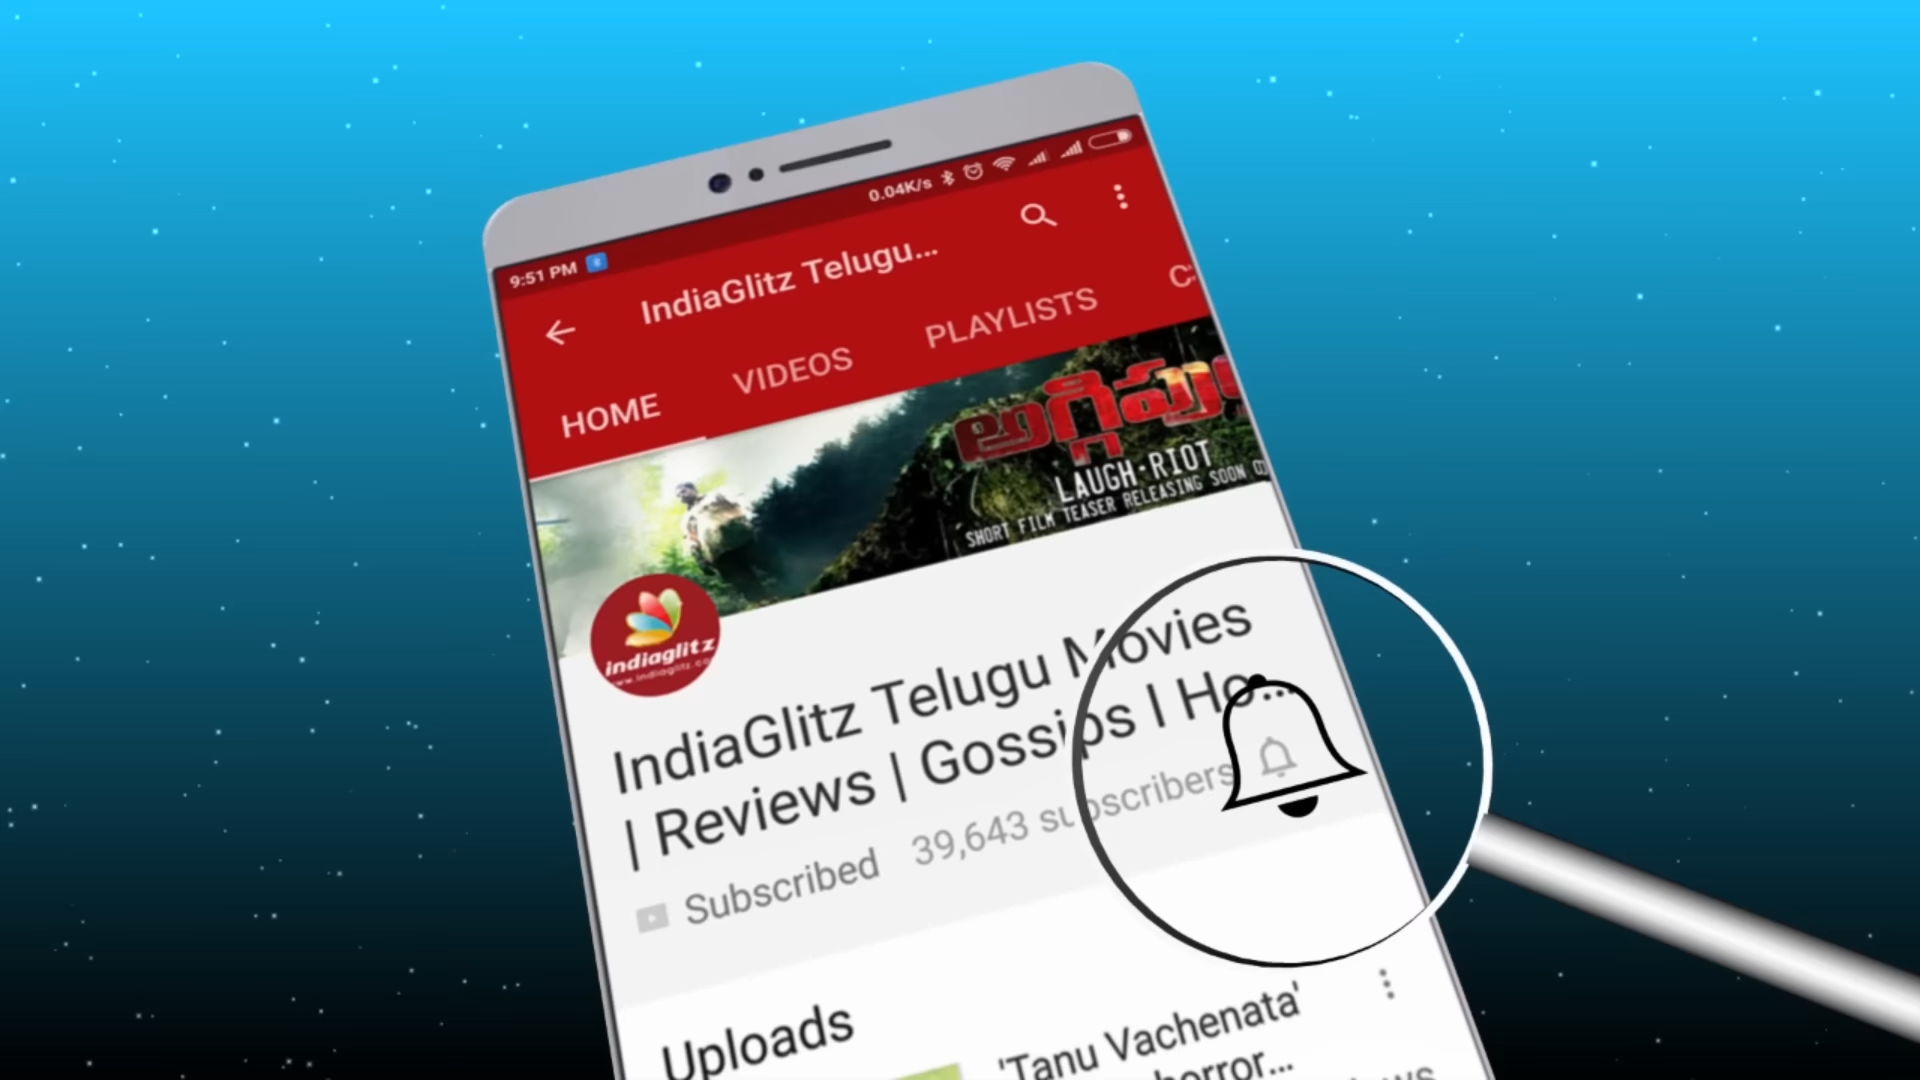 9:51 PM
0.04K/s
IndiaGlitz Telugu...
HOME
VIDEOS
PLAYLISTS
LAUGH-RIOT
SHORT FILM TEASER RELEASING SOON
indiaglitz
IndiaGlitz Telugu Movies
| Reviews | Gossips I Ho...
Subscribed
39,643 subscribers
Uploads
'Tanu Vachenata'
horror...